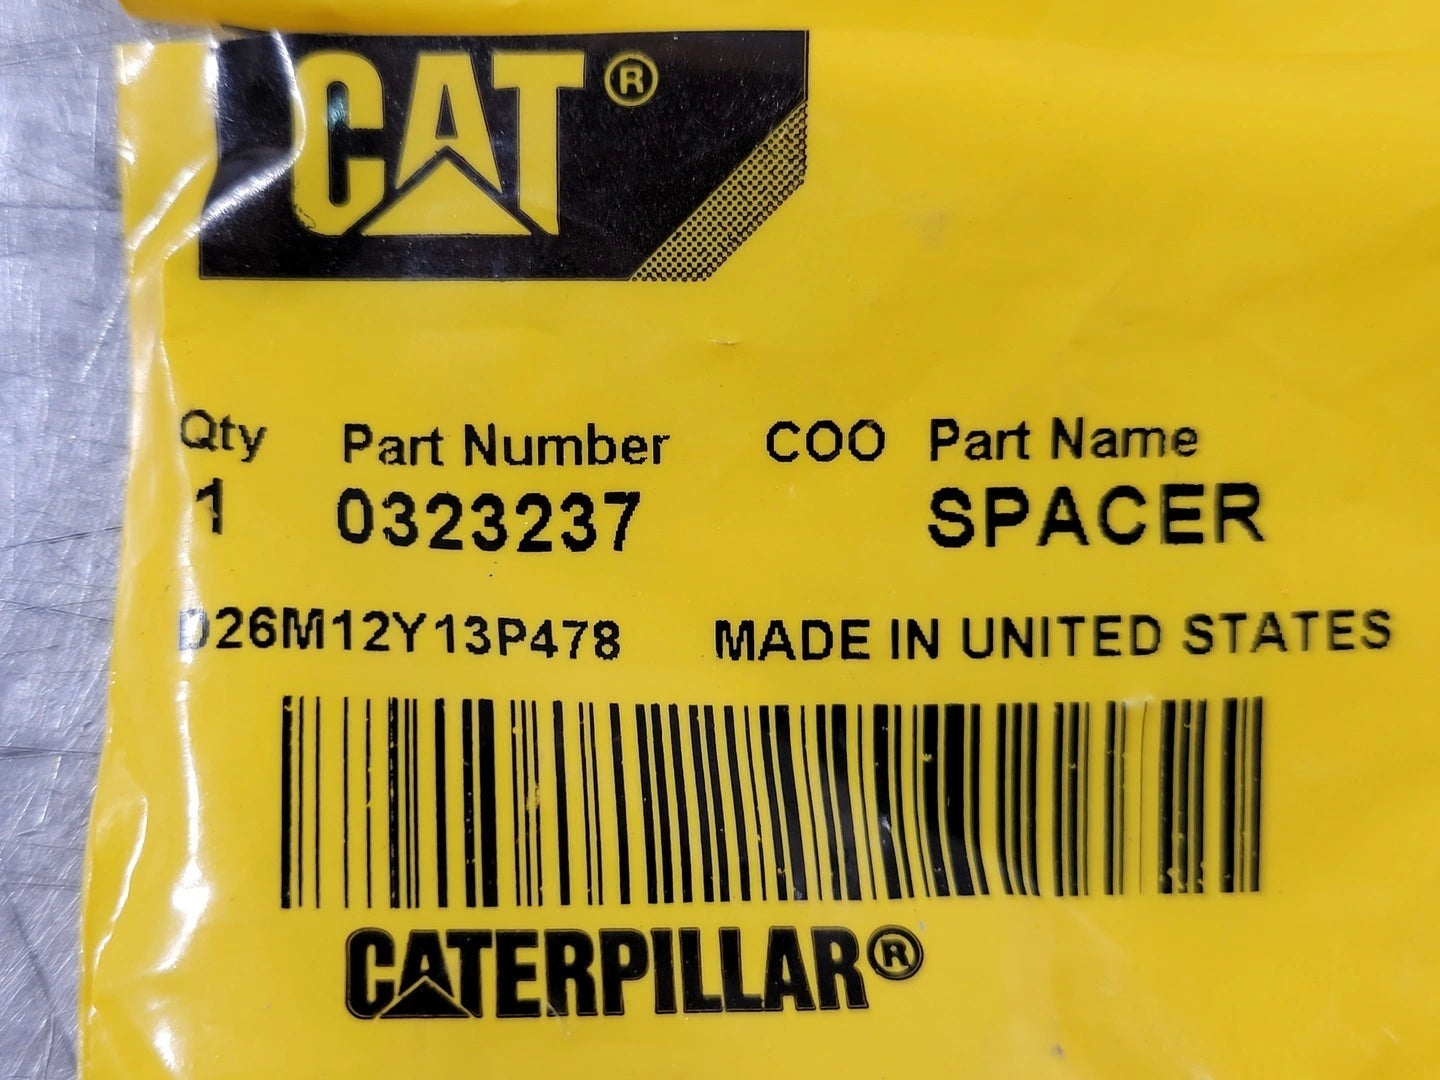 CAT®
Qty Part Number COO Part Name
1 0323237 SPACER
D26M12Y13P478 MADE IN UNITED STATES
CATERPILLAR®